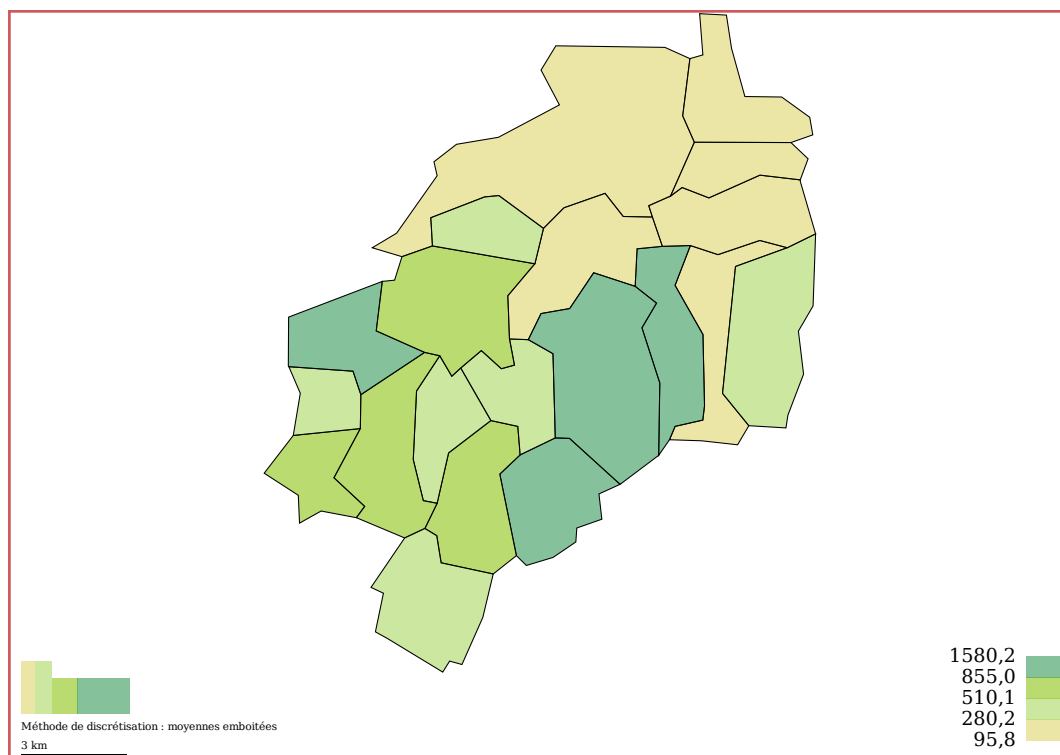 1580,2
855,0
510,1
280,2
95,8
Méthode de discrétisation : moyennes emboitées
3 km